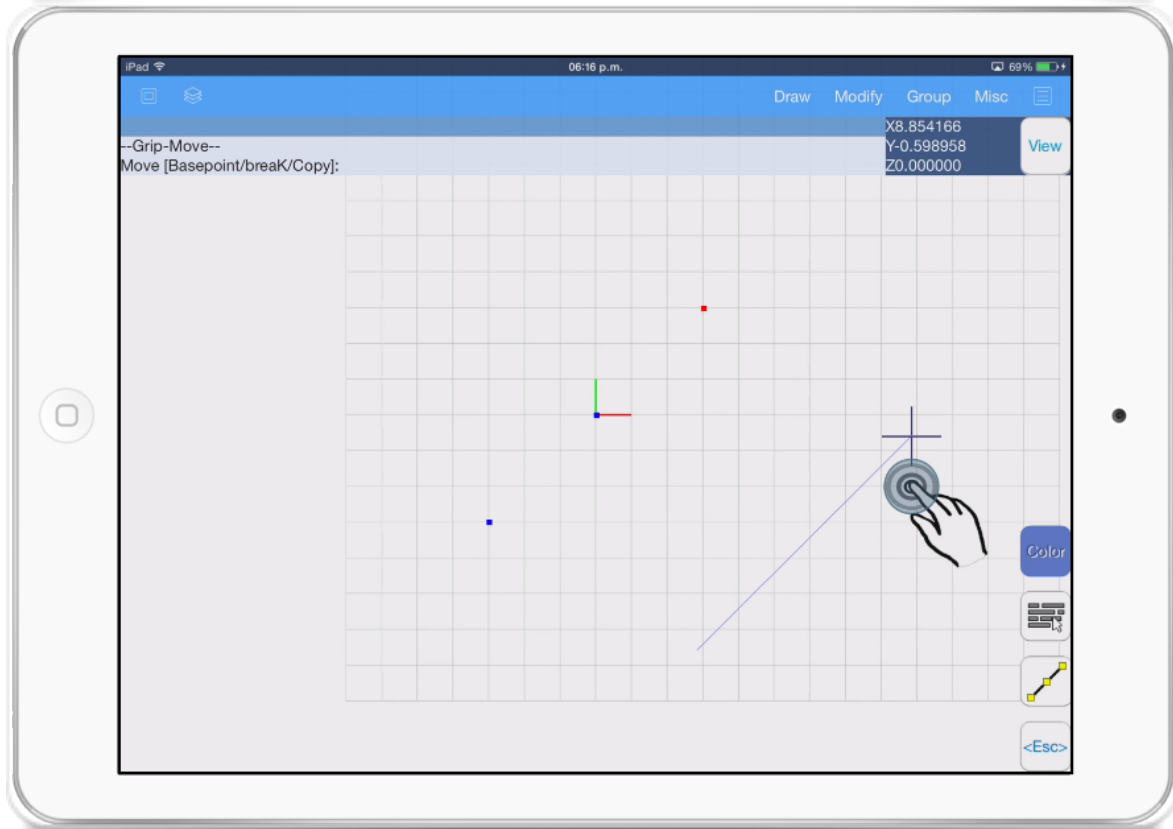 iPad 06:16 p.m. 69%
Draw Modify Group Misc
X8.854166
--Grip-Move-- Y-0.598958 View
Move [Basepoint/breaK/Copy]: Z0.000000
Color
<Esc>